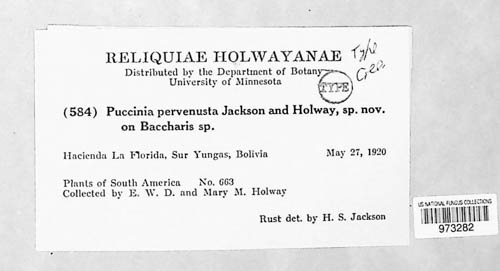 RELIQUIAE HOLWAYANAE
Type
Distributed by the Department of Botany
University of Minnesota
TYPE
(584) Puccinia pervenusta Jackson and Holway, sp. nov.
on Baccharis sp.
Hacienda La Florida, Sur Yungas, Bolivia May 27, 1920
Plants of South America No. 663
Collected by E. W. D. and Mary M. Holway
Rust det. by H. S. Jackson
US NATIONAL FUNGUS COLLECTIONS
973282